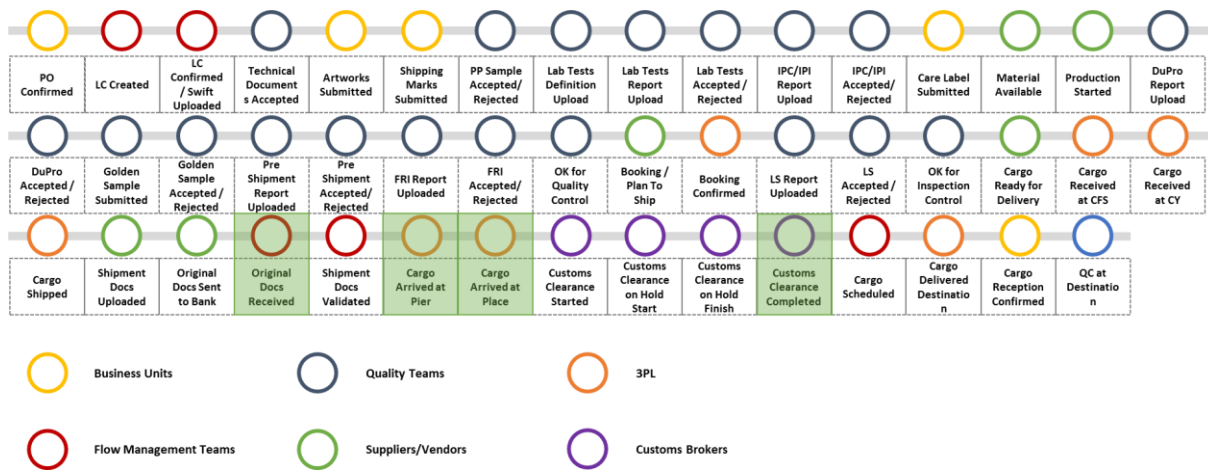 PO
Confirmed
LC Created
LC
Confirmed
/ Swift
Uploaded
Technical
Document
s Accepted
Artworks
Submitted
Shipping
Marks
Submitted
PP Sample
Accepted/
Rejected
Lab Tests
Definition
Upload
Lab Tests
Report
Upload
Lab Tests
Accepted /
Rejected
IPC/IPI
Report
Upload
IPC/IPI
Accepted/
Rejected
Care Label
Submitted
Material
Available
Production
Started
DuPro
Report
Upload
DuPro
Accepted /
Rejected
Golden
Sample
Submitted
Golden
Sample
Accepted/
Rejected
Pre
Shipment
Report
Uploaded
Pre
Shipment
Accepted/
Rejected
FRI Report
Uploaded
FRI
Accepted/
Rejected
OK for
Quality
Control
Booking /
Plan To
Ship
Booking
Confirmed
LS Report
Uploaded
LS
Accepted /
Rejected
OK for
Inspection
Control
Cargo
Ready for
Delivery
Cargo
Received
at CFS
Cargo
Received
at CY
Cargo
Shipped
Shipment
Docs
Uploaded
Original
Docs Sent
to Bank
Original
Docs
Received
Shipment
Docs
Validated
Cargo
Arrived at
Pier
Cargo
Arrived at
Place
Customs
Clearance
Started
Customs
Clearance
on Hold
Start
Customs
Clearance
on Hold
Finish
Customs
Clearance
Completed
Cargo
Scheduled
Cargo
Delivered
Destinatio
n
Cargo
Reception
Confirmed
QC at
Destinatio
n
Business Units
Quality Teams
3PL
Flow Management Teams
Suppliers/Vendors
Customs Brokers